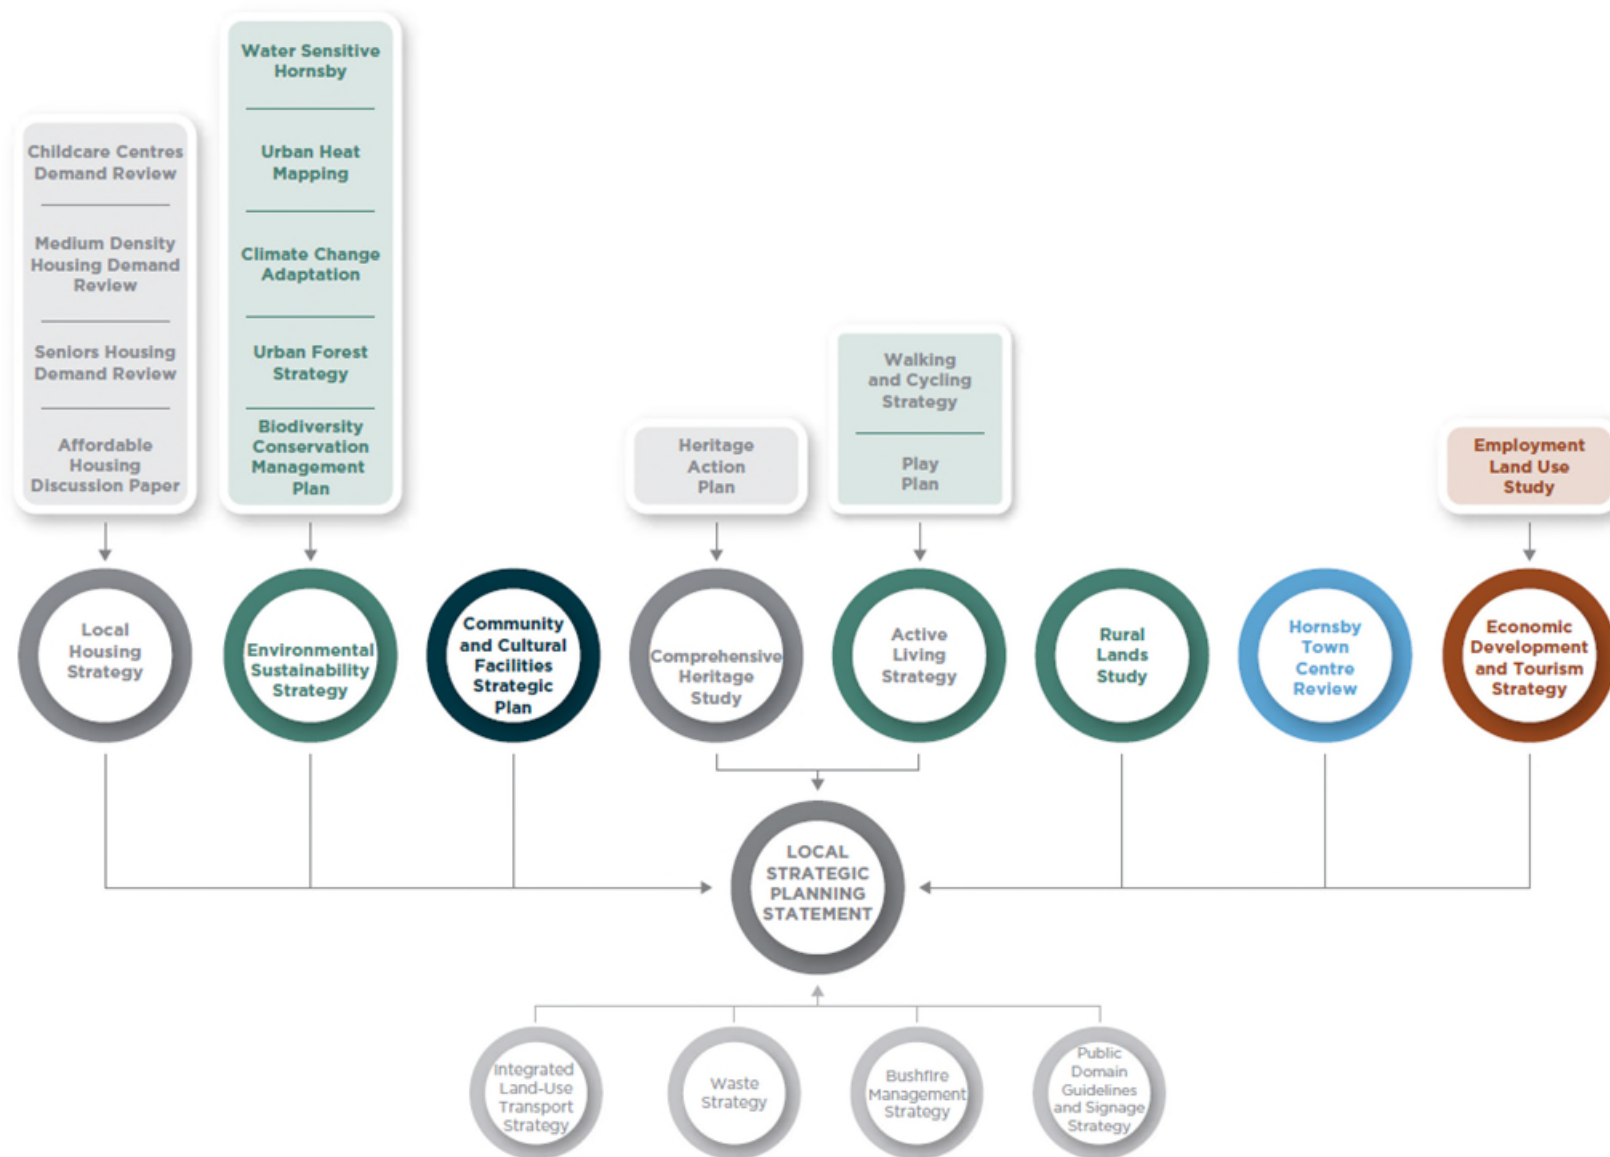 Water Sensitive
Hornsby
Urban Heat
Mapping
Climate Change
Adaptation
Urban Forest
Strategy
Biodiversity
Conservation
Management
Plan
Childcare Centres
Demand Review
Medium Density
Housing Demand
Review
Seniors Housing
Demand Review
Affordable
Housing
Discussion Paper
Heritage
Action
Plan
Walking
and Cycling
Strategy
Play
Plan
Employment
Land Use
Study
Local
Housing
Strategy
Environmental
Sustainability
Strategy
Community
and Cultural
Facilities
Strategic
Plan
Comprehensive
Heritage
Study
Active
Living
Strategy
Rural
Lands
Study
Hornsby
Town
Centre
Review
Economic
Development
and Tourism
Strategy
LOCAL
STRATEGIC
PLANNING
STATEMENT
Integrated
Land-Use
Transport
Strategy
Waste
Strategy
Bushfire
Management
Strategy
Public
Domain
Guidelines
and Signage
Strategy